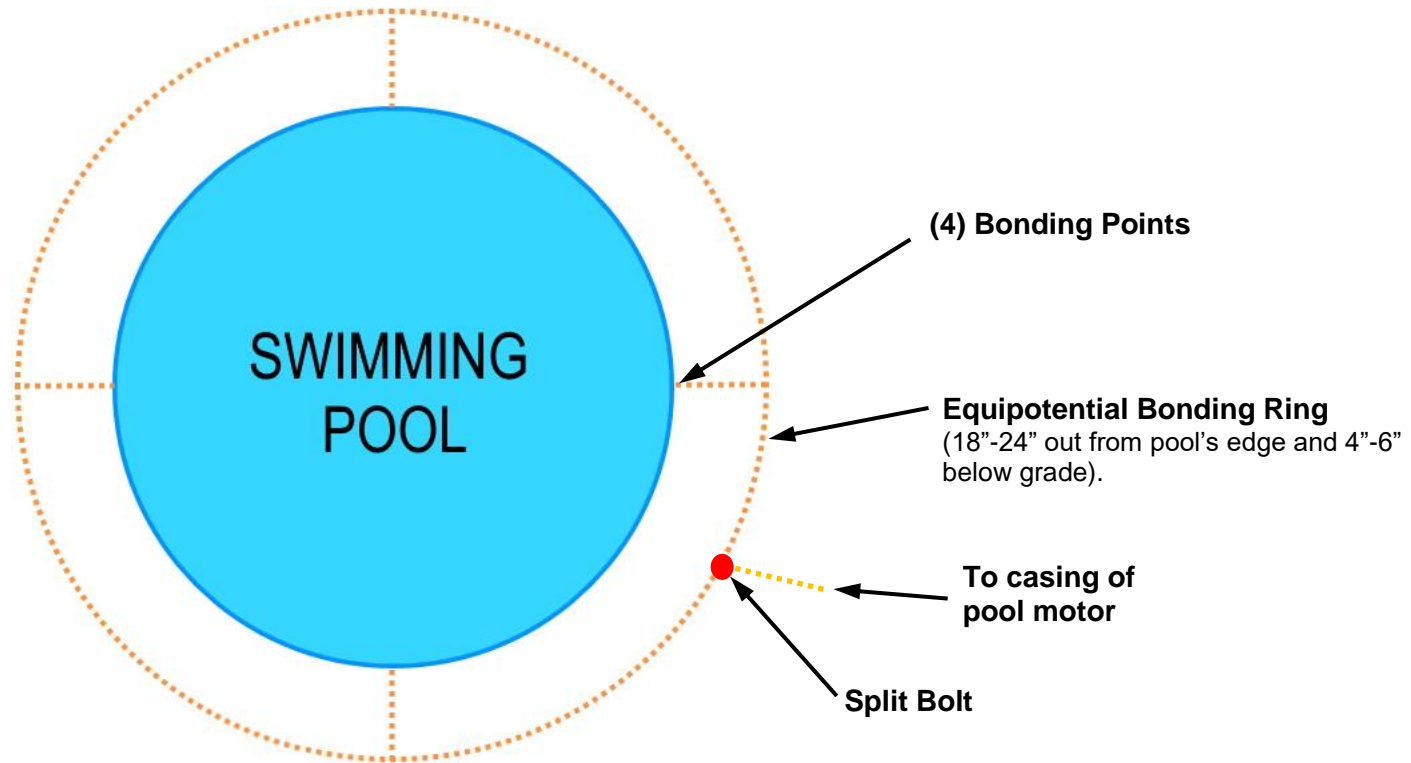 SWIMMING
POOL
(4) Bonding Points
Equipotential Bonding Ring
(18”-24” out from pool’s edge and 4”-6”
below grade).
To casing of
pool motor
Split Bolt